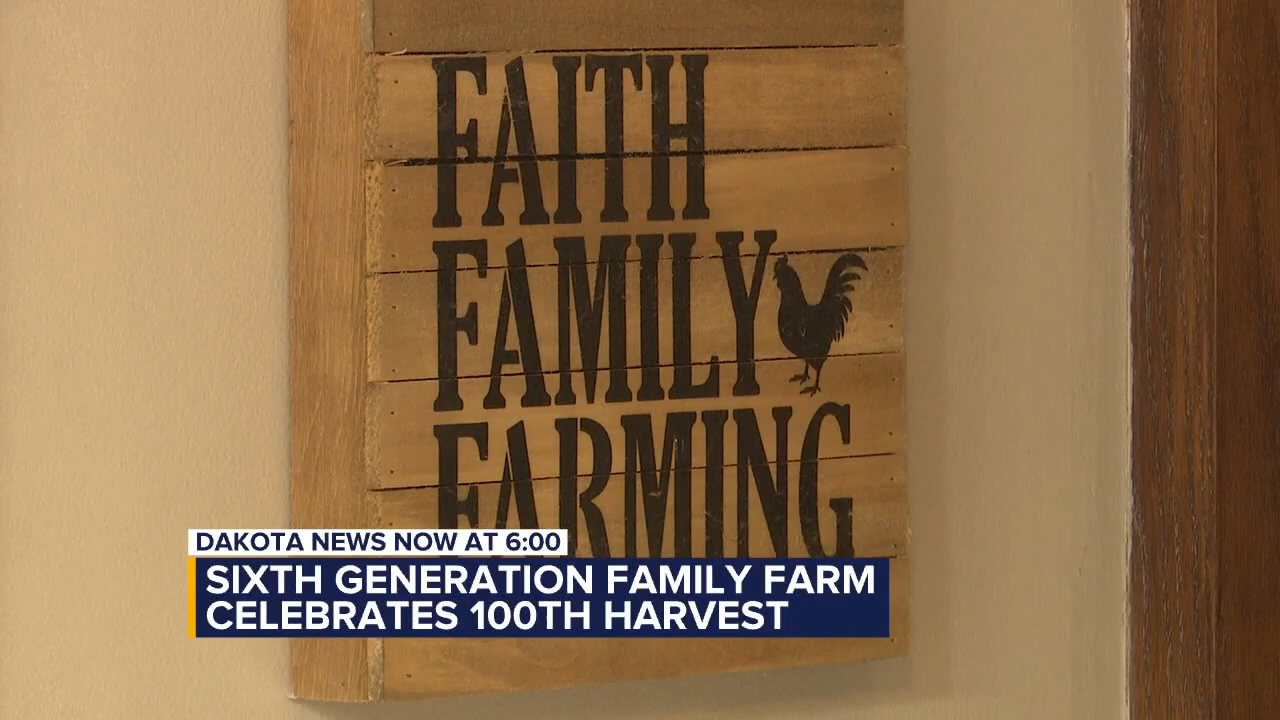 FAITH
FAMILY
FARMING
DAKOTA NEWS NOW AT 6:00
SIXTH GENERATION FAMILY FARM
CELEBRATES 100TH HARVEST